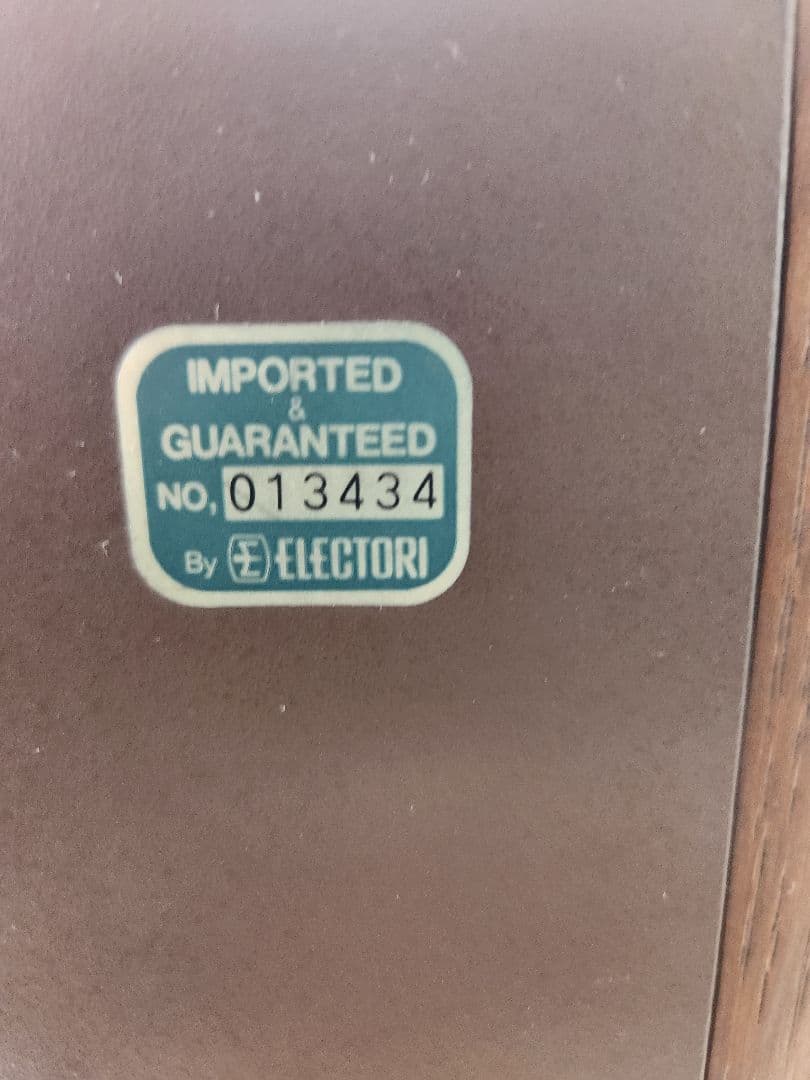 IMPORTED
&
GUARANTEED
NO, 013434
By ELECTORI